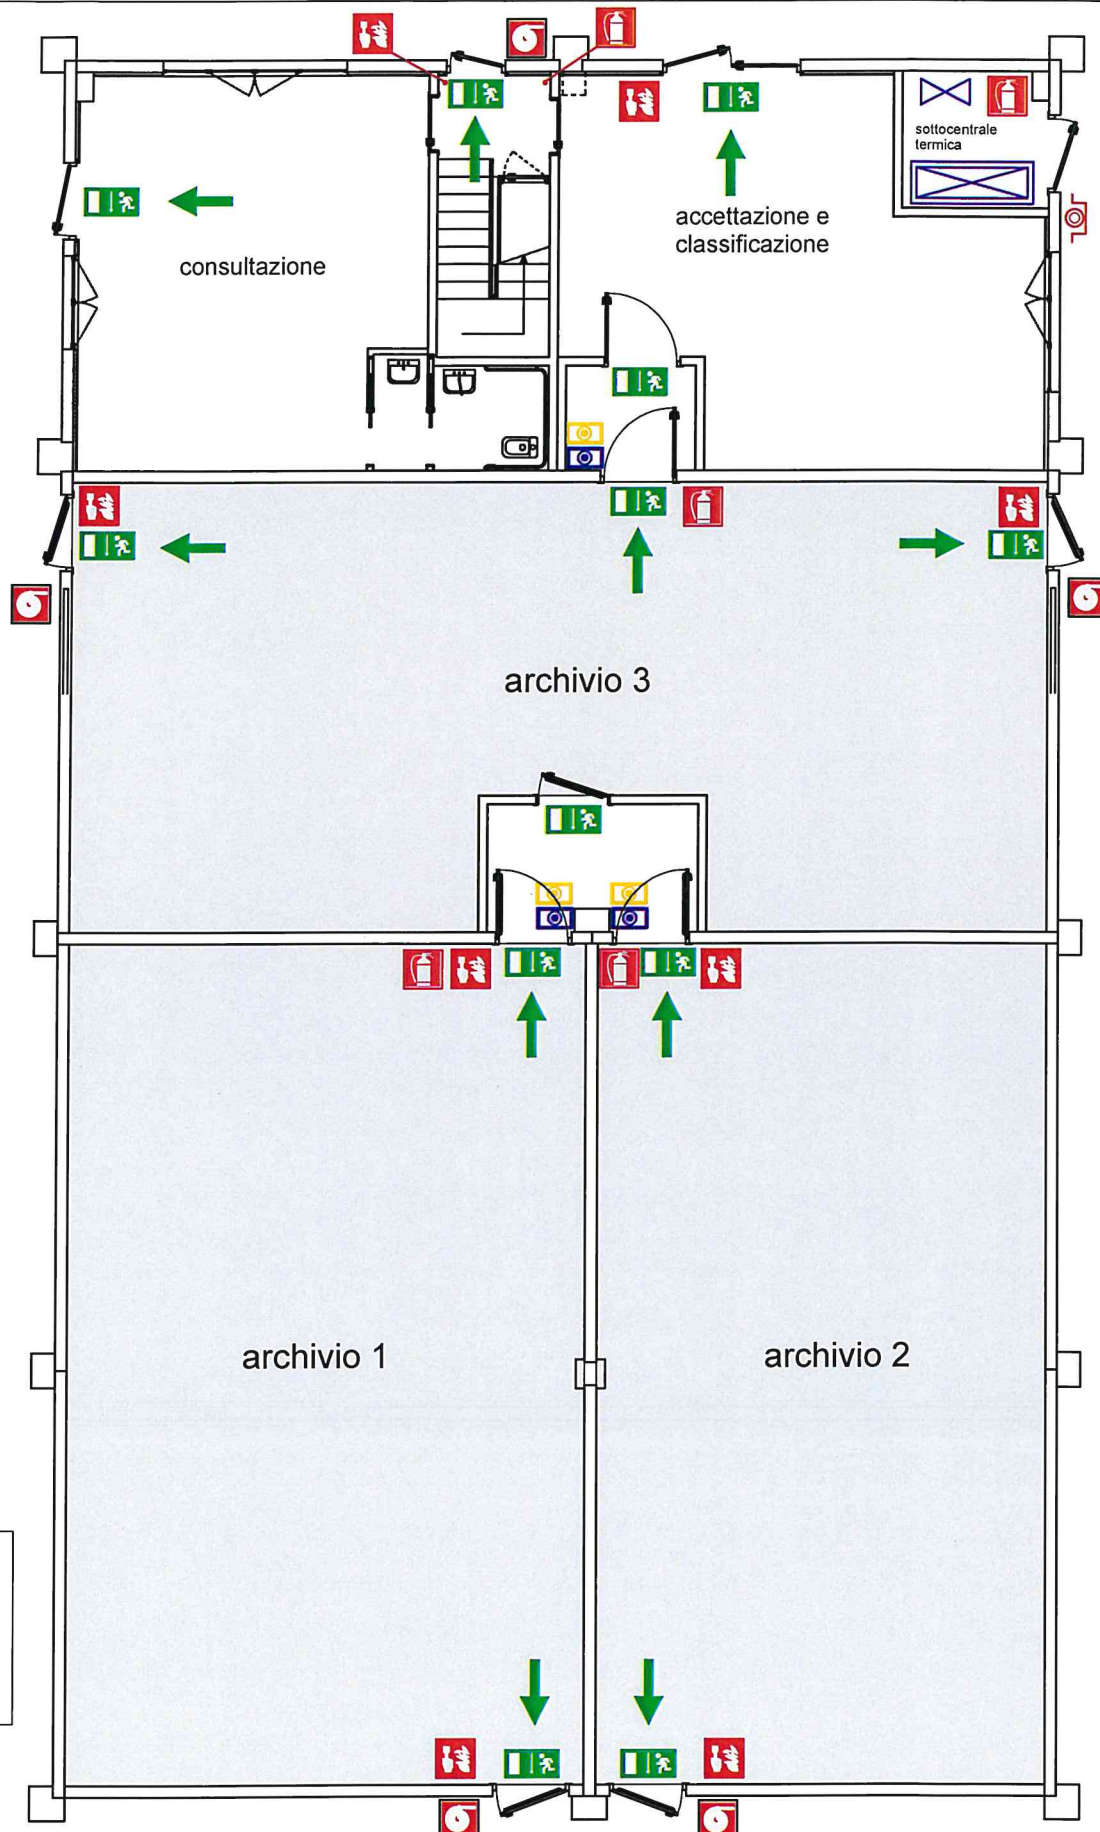 sottocentrale
termica
accettazione e
classificazione
consultazione
archivio 3
archivio 1
archivio 2